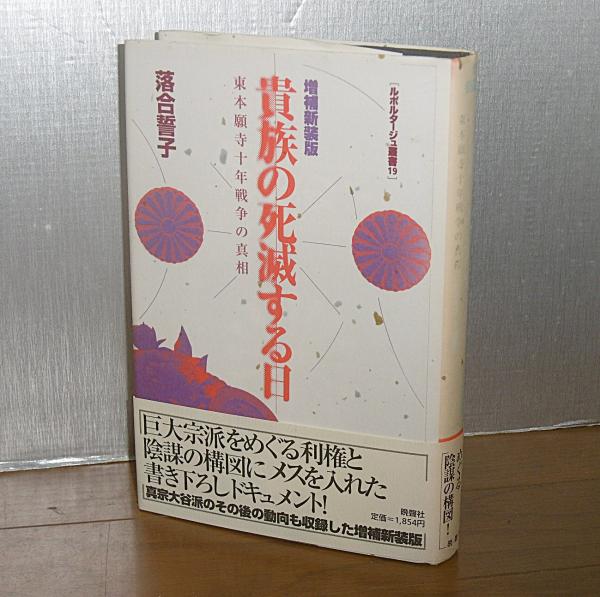 [ルポルタージュ叢書19]
増補新装版
貴族の死滅する日
東本願寺十年戦争の真相
落合誓子
巨大宗派をめぐる利権と
陰謀の構図にメスを入れた
書き下ろしドキュメント!
真宗大谷派のその後の動向も収録した増補新装版
晩聲社
定価=1,854円
陰謀の構図!